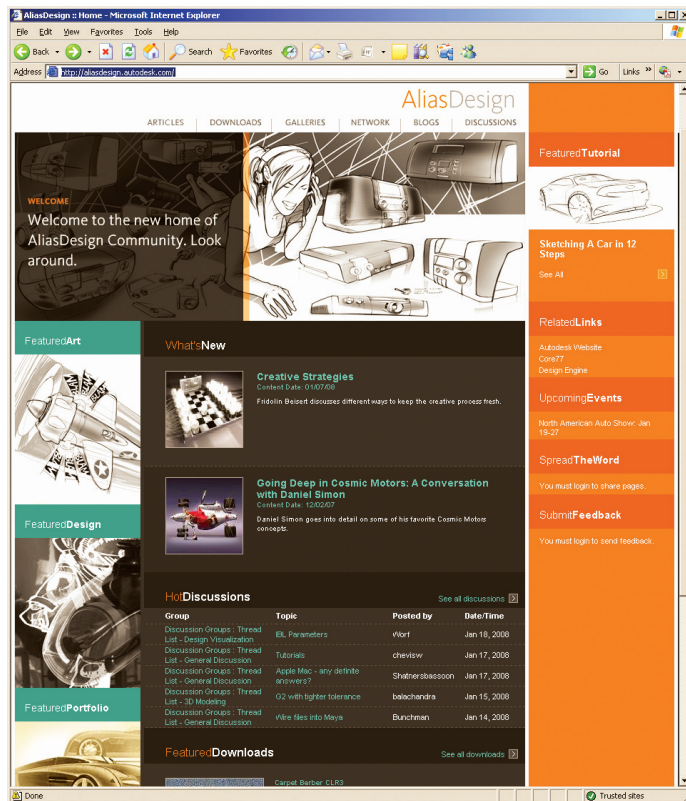 AliasDesign :: Home - Microsoft Internet Explorer
File Edit View Favorites Tools Help
Back Search Favorites
Address http://aliasdesign.autodesk.com/ Go Links »
AliasDesign
ARTICLES DOWNLOADS GALLERIES NETWORK BLOGS DISCUSSIONS
WELCOME
Welcome to the new home of
AliasDesign Community. Look
around.
FeaturedTutorial
Sketching A Car in 12
Steps
See All
RelatedLinks
Autodesk Website
Core77
Design Engine
UpcomingEvents
North American Auto Show: Jan
19-27
SpreadTheWord
You must login to share pages.
SubmitFeedback
You must login to send feedback.
FeaturedArt
FeaturedDesign
FeaturedPortfolio
What'sNew
Creative Strategies
Content Date: 01/07/08
Fridolin Beisert discusses different ways to keep the creative process fresh.
Going Deep in Cosmic Motors: A Conversation
with Daniel Simon
Content Date: 12/02/07
Daniel Simon goes into detail on some of his favorite Cosmic Motors
concepts.
HotDiscussions See all discussions
Group Topic Posted by Date/Time
Discussion Groups : Thread
List - Design Visualization IBL Parameters Worf Jan 18, 2008
Discussion Groups : Thread
List - General Discussion Tutorials chevisw Jan 17, 2008
Discussion Groups : Thread
List - General Discussion Apple Mac - any definite
answers? Shatnersbassoon Jan 17, 2008
Discussion Groups : Thread
List - 3D Modeling G2 with tighter tolerance balachandra Jan 15, 2008
Discussion Groups : Thread
List - General Discussion Wire files into Maya Bunchman Jan 14, 2008
FeaturedDownloads See all downloads
Carpet Berber CLR3
Done Trusted sites